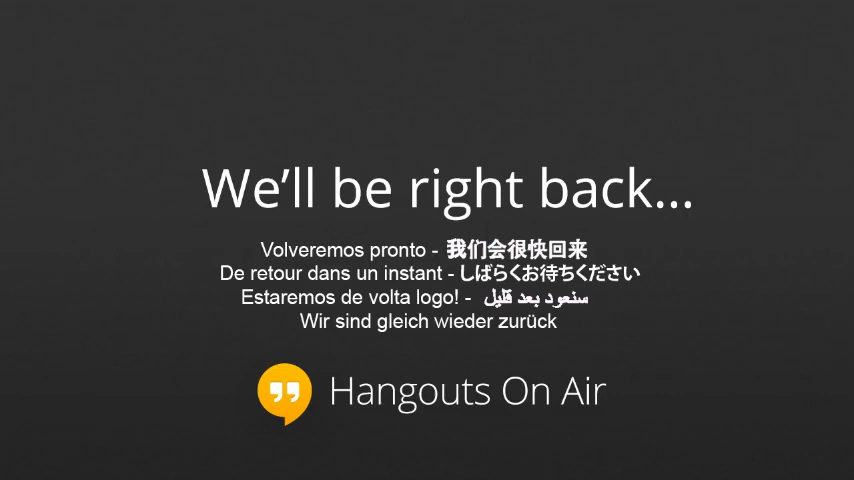 We'll be right back...
Volveremos pronto - 我们会很快回来
De retour dans un instant - しばらくお待ちください
Estaremos de volta logo! - سنعود بعد قليل
Wir sind gleich wieder zurück
Hangouts On Air